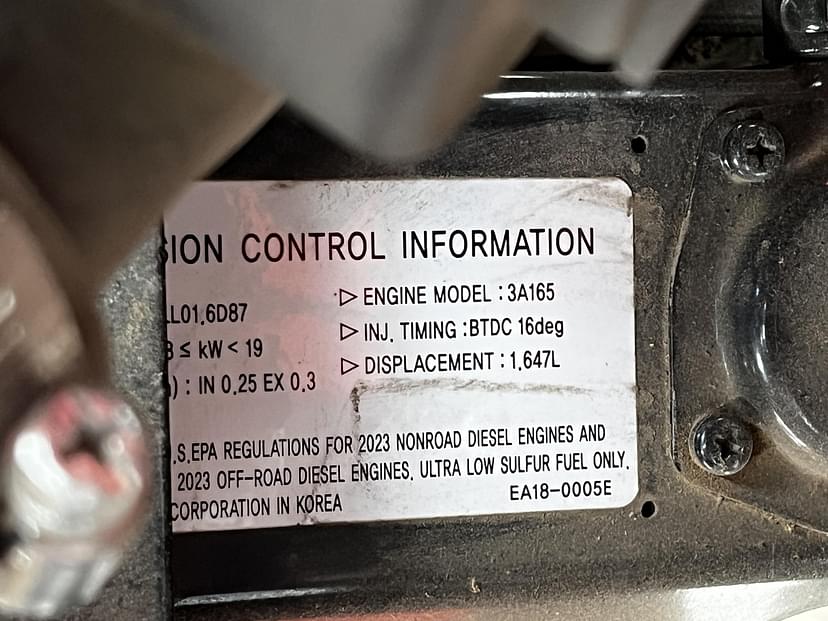 SION CONTROL INFORMATION
LL01.6D87
▷ ENGINE MODEL : 3A165
8 ≤ kW < 19
▷ INJ. TIMING :BTDC 16deg
) : IN 0.25 EX 0.3
▷ DISPLACEMENT : 1.647L
.S.EPA REGULATIONS FOR 2023 NONROAD DIESEL ENGINES AND
2023 OFF-ROAD DIESEL ENGINES. ULTRA LOW SULFUR FUEL ONLY.
CORPORATION IN KOREA
EA18-0005E